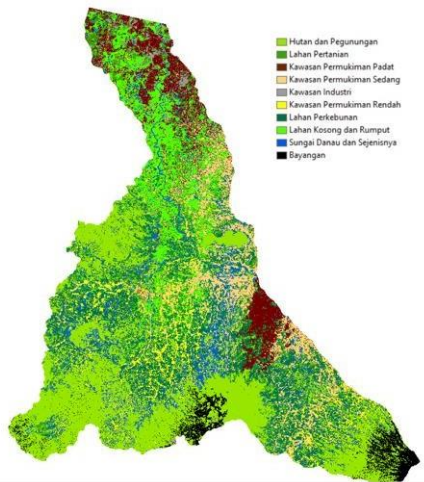 Hutan dan Pegunungan
Lahan Pertanian
Kawasan Permukiman Padat
Kawasan Permukiman Sedang
Kawasan Industri
Kawasan Permukiman Rendah
Lahan Perkebunan
Lahan Kosong dan Rumput
Sungai Danau dan Sejenisnya
Bayangan